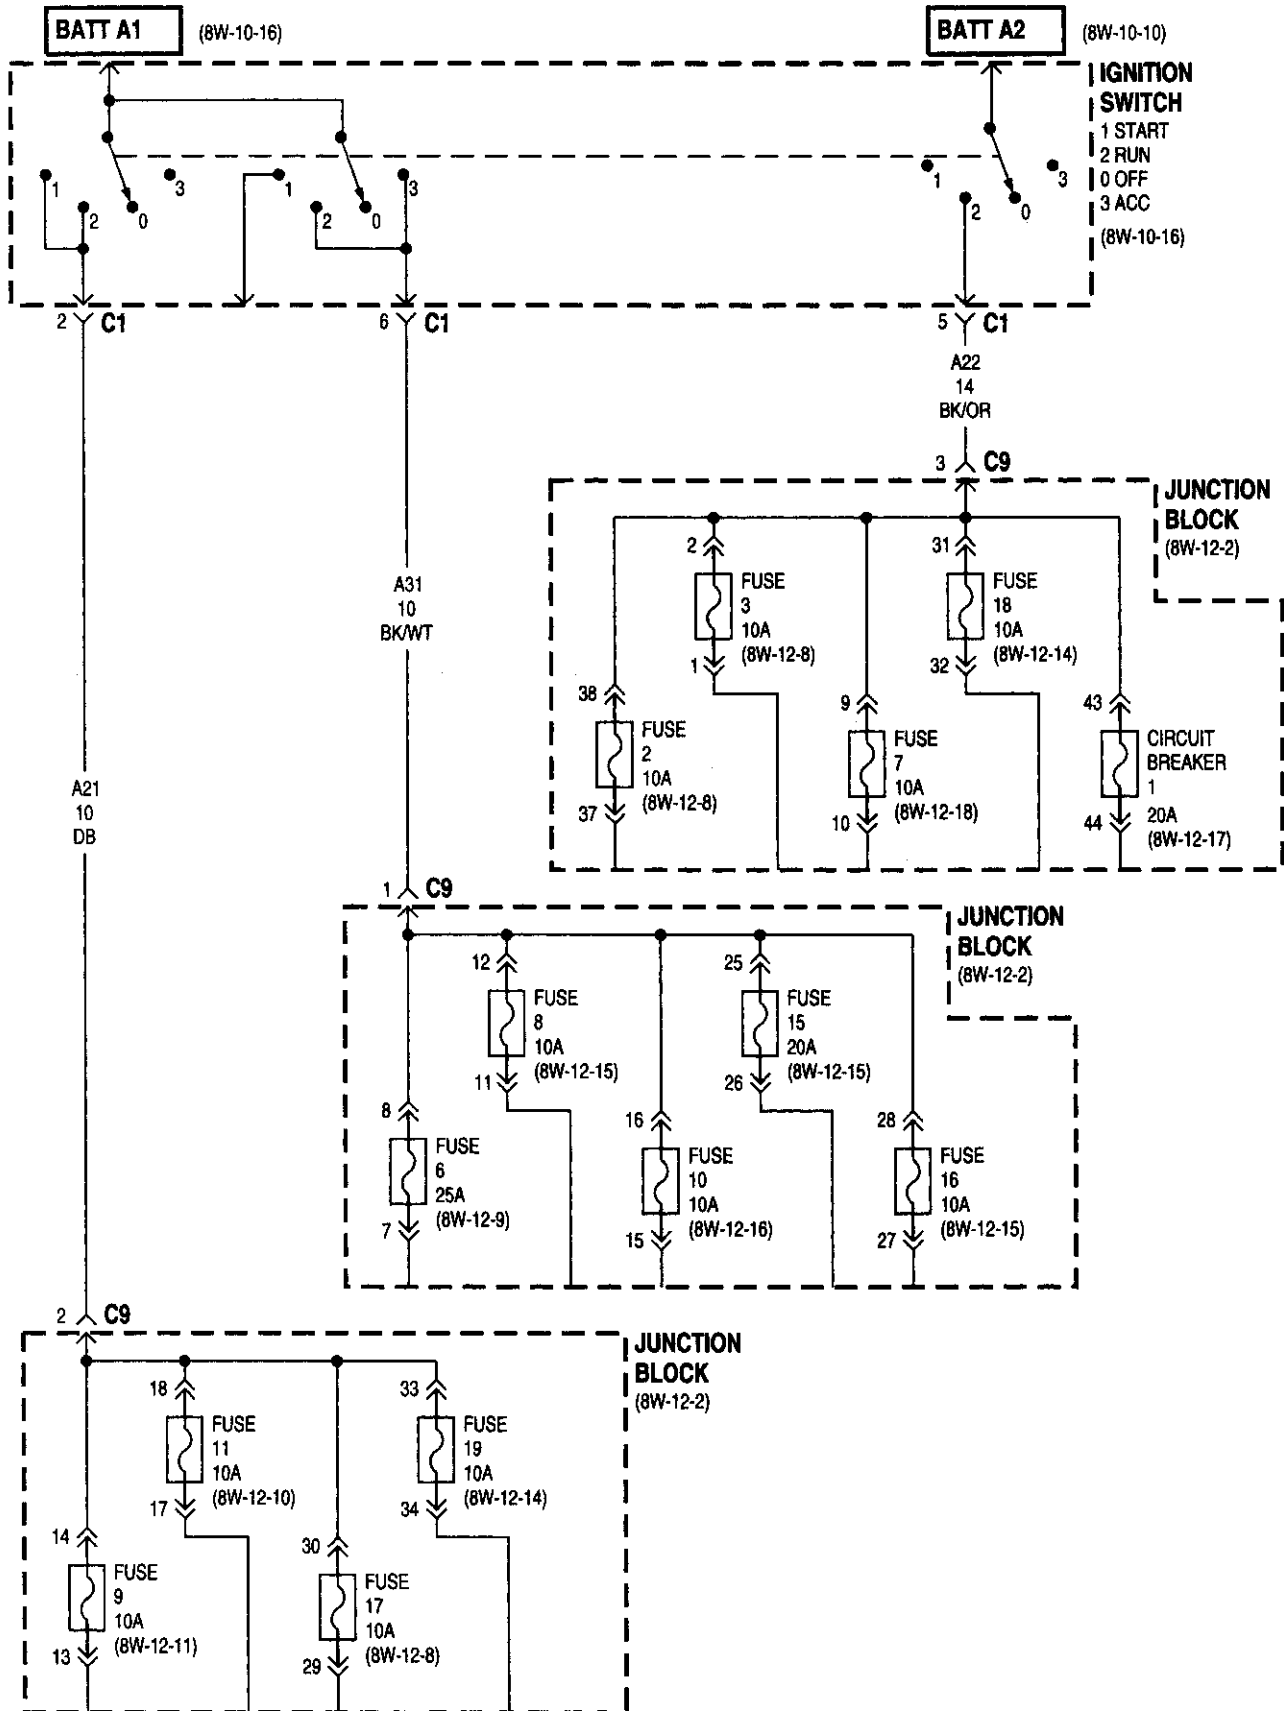 BATT A1
(8W-10-16)
BATT A2
(8W-10-10)
IGNITION
SWITCH
1 START
2 RUN
0 OFF
3 ACC
(8W-10-16)
1
2
0
3
1
2
0
3
1
2
0
3
2
C1
6
C1
5
C1
A22
14
BK/OR
3
C9
JUNCTION
BLOCK
(8W-12-2)
2
FUSE
3
10A
(8W-12-8)
1
31
FUSE
18
10A
(8W-12-14)
32
38
FUSE
2
10A
(8W-12-8)
37
9
FUSE
7
10A
(8W-12-18)
10
43
CIRCUIT
BREAKER
1
20A
(8W-12-17)
44
A31
10
BK/WT
A21
10
DB
1
C9
JUNCTION
BLOCK
(8W-12-2)
12
FUSE
8
10A
(8W-12-15)
11
25
FUSE
15
20A
(8W-12-15)
26
8
FUSE
6
25A
(8W-12-9)
7
16
FUSE
10
10A
(8W-12-16)
15
28
FUSE
16
10A
(8W-12-15)
27
2
C9
JUNCTION
BLOCK
(8W-12-2)
18
FUSE
11
10A
(8W-12-10)
17
33
FUSE
19
10A
(8W-12-14)
34
14
FUSE
9
10A
(8W-12-11)
13
30
FUSE
17
10A
(8W-12-8)
29